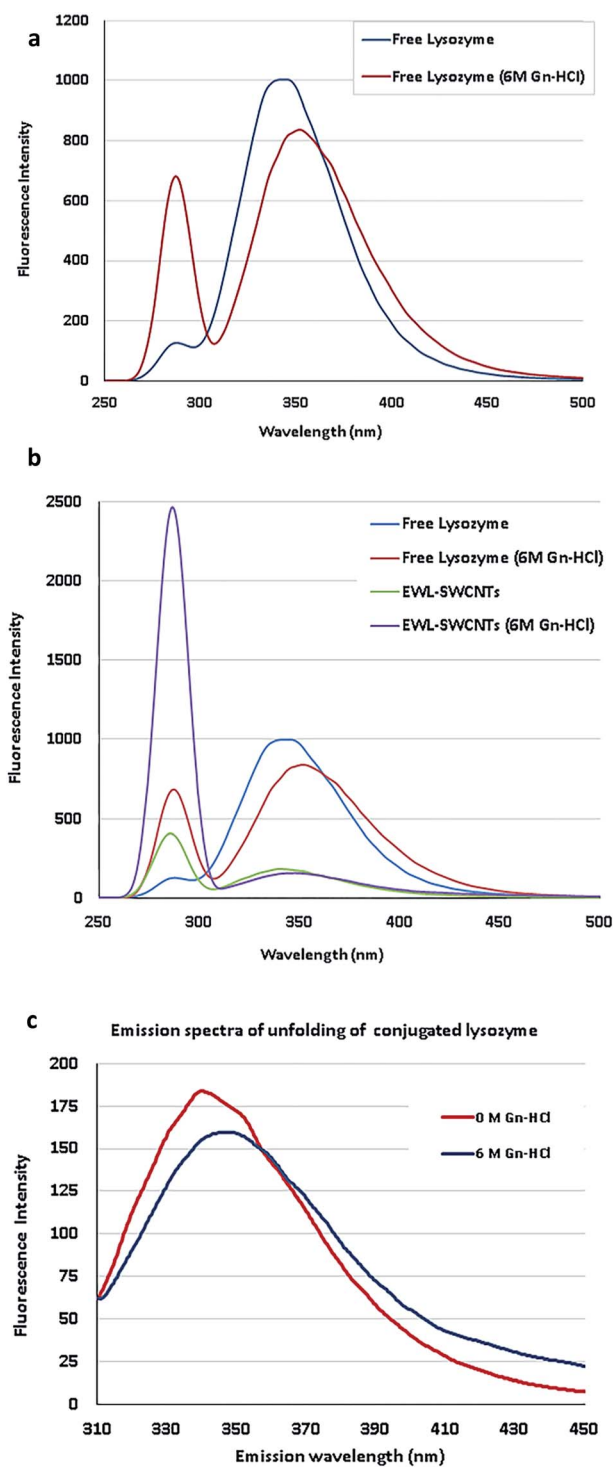 a
1200
1000
800
600
400
200
0
Fluorescence Intensity
Free Lysozyme
Free Lysozyme (6M Gn-HCl)
250 300 350 400 450 500
Wavelength (nm)
b
2500
2000
1500
1000
500
0
Fluorescence Intensity
Free Lysozyme
Free Lysozyme (6M Gn-HCl)
EWL-SWCNTs
EWL-SWCNTs (6M Gn-HCl)
250 300 350 400 450 500
Wavelength (nm)
c
Emission spectra of unfolding of conjugated lysozyme
200
175
150
125
100
75
50
25
0
Fluorescence Intensity
0 M Gn-HCl
6 M Gn-HCl
310 330 350 370 390 410 430 450
Emission wavelength (nm)